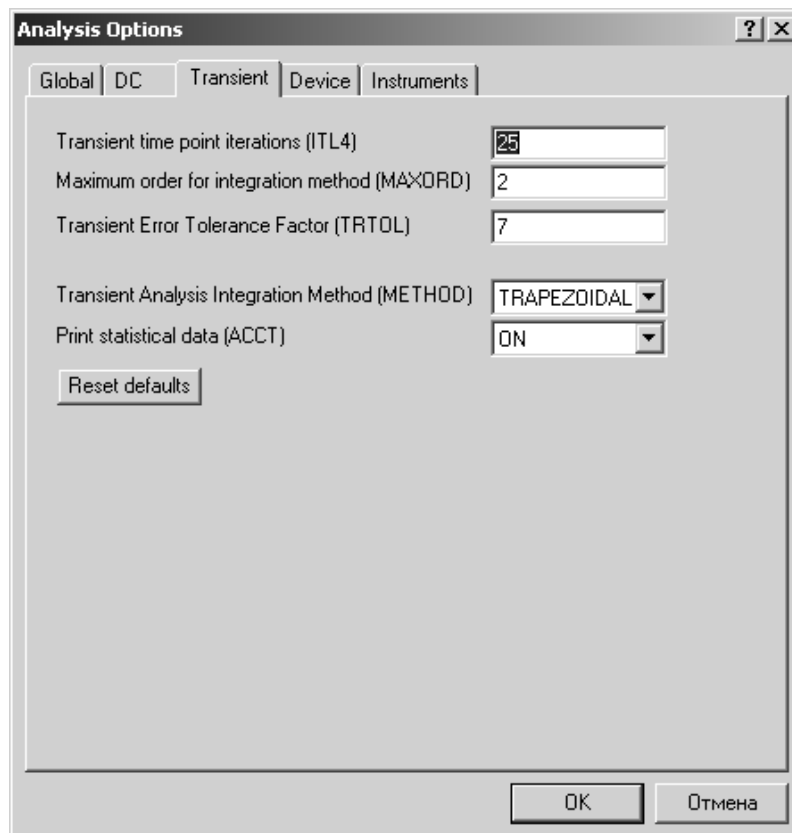 Analysis Options
Global DC Transient Device Instruments
Transient time point iterations (ITL4) 25
Maximum order for integration method (MAXORD) 2
Transient Error Tolerance Factor (TRTOL) 7
Transient Analysis Integration Method (METHOD) TRAPEZOIDAL
Print statistical data (ACCT) ON
Reset defaults
OK Отмена